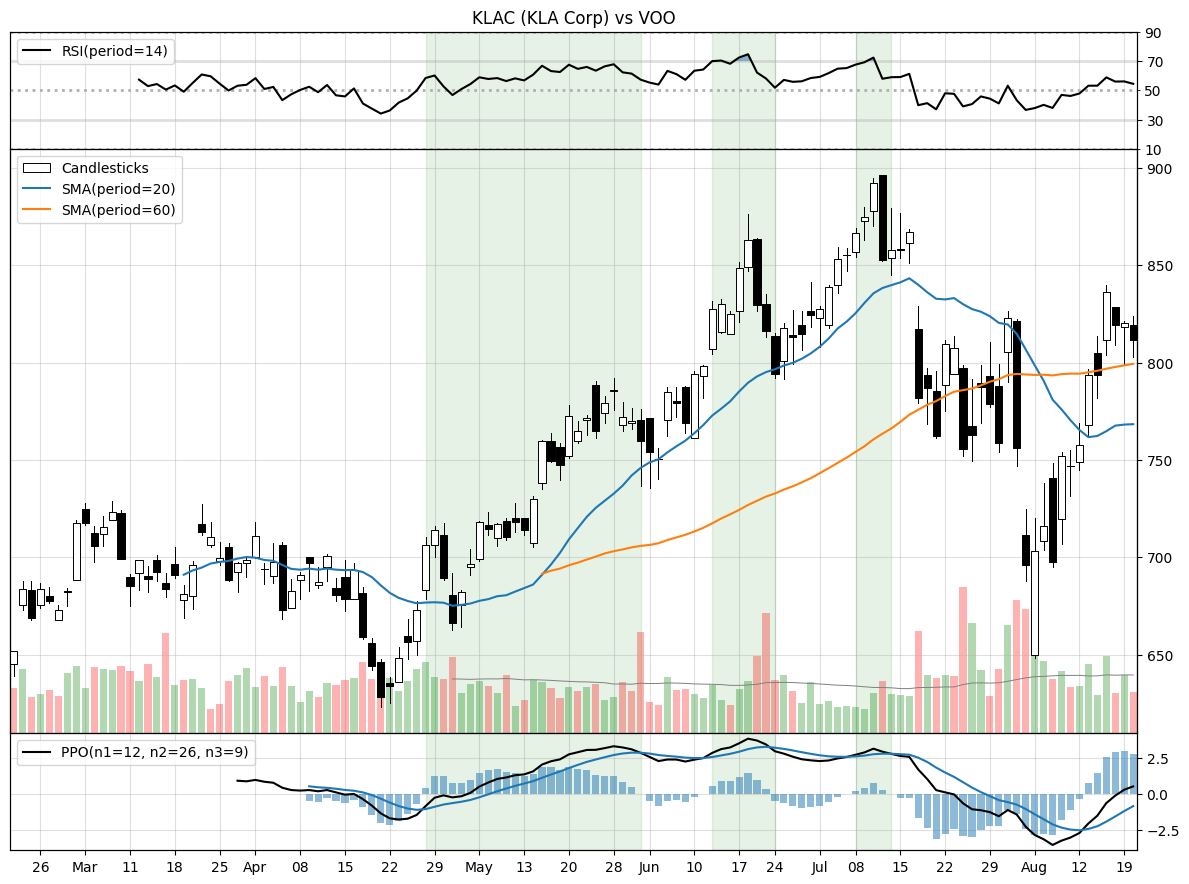 KLAC (KLA Corp) vs VOO
RSI(period=14)
90
70
50
30
10
Candlesticks
SMA(period=20)
SMA(period=60)
900
850
800
750
700
650
PPO(n1=12, n2=26, n3=9)
2.5
0.0
−2.5
26 Mar 11 18 25 Apr 08 15 22 29 May 13 20 28 Jun 10 17 24 Jul 08 15 22 29 Aug 12 19